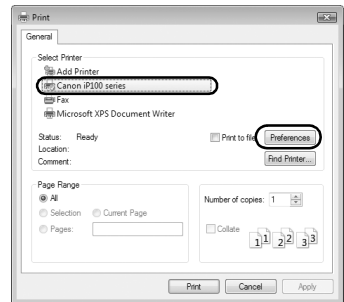 Print
General
Select Printer
Add Printer
Canon iP100 series
Fax
Microsoft XPS Document Writer
Status: Ready
Print to file
Preferences
Location:
Comment:
Find Printer...
Page Range
All
Selection
Current Page
Pages:
Number of copies: 1
Collate
1 1 2 2 3 3
Print
Cancel
Apply